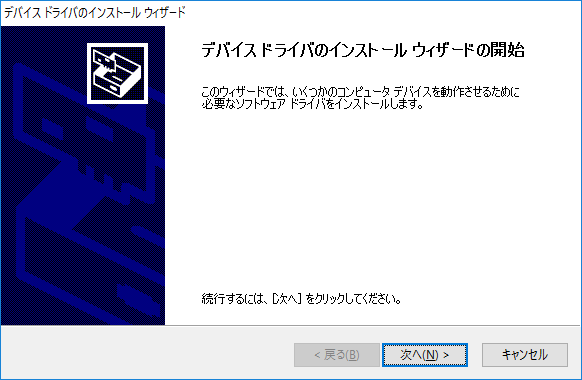 デバイス ドライバのインストール ウィザード
デバイス ドライバのインストール ウィザードの開始
このウィザードでは、いくつかのコンピュータ デバイスを動作させるために
必要なソフトウェア ドライバをインストールします。
続行するには、[次へ] をクリックしてください。
< 戻る(B)
次へ(N) >
キャンセル